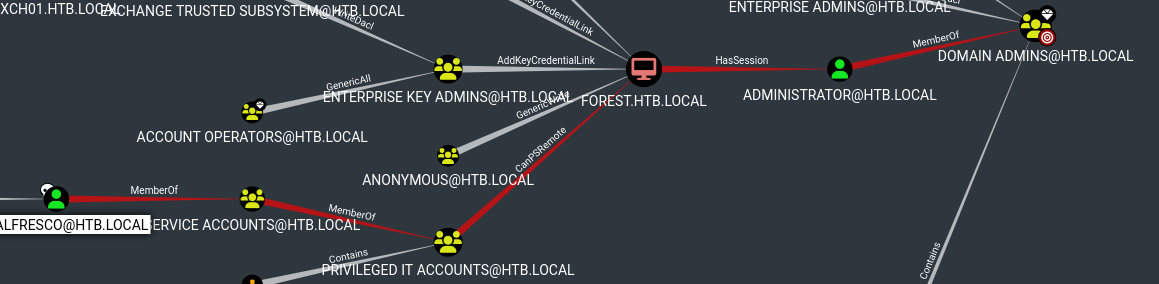 XCH01.HTB.LOCAL
EXCHANGE TRUSTED SUBSYSTEM@HTB.LOCAL
WriteDacl
KeyCredentialLink
ENTERPRISE ADMINS@HTB.LOCAL
MemberOf
DOMAIN ADMINS@HTB.LOCAL
AddKeyCredentialLink
HasSession
GenericAll
ENTERPRISE KEY ADMINS@HTB.LOCAL
FOREST.HTB.LOCAL
ADMINISTRATOR@HTB.LOCAL
ACCOUNT OPERATORS@HTB.LOCAL
CanPSRemote
ANONYMOUS@HTB.LOCAL
MemberOf
MemberOf
ALFRESCO@HTB.LOCAL
SERVICE ACCOUNTS@HTB.LOCAL
Contains
PRIVILEGED IT ACCOUNTS@HTB.LOCAL
Contains